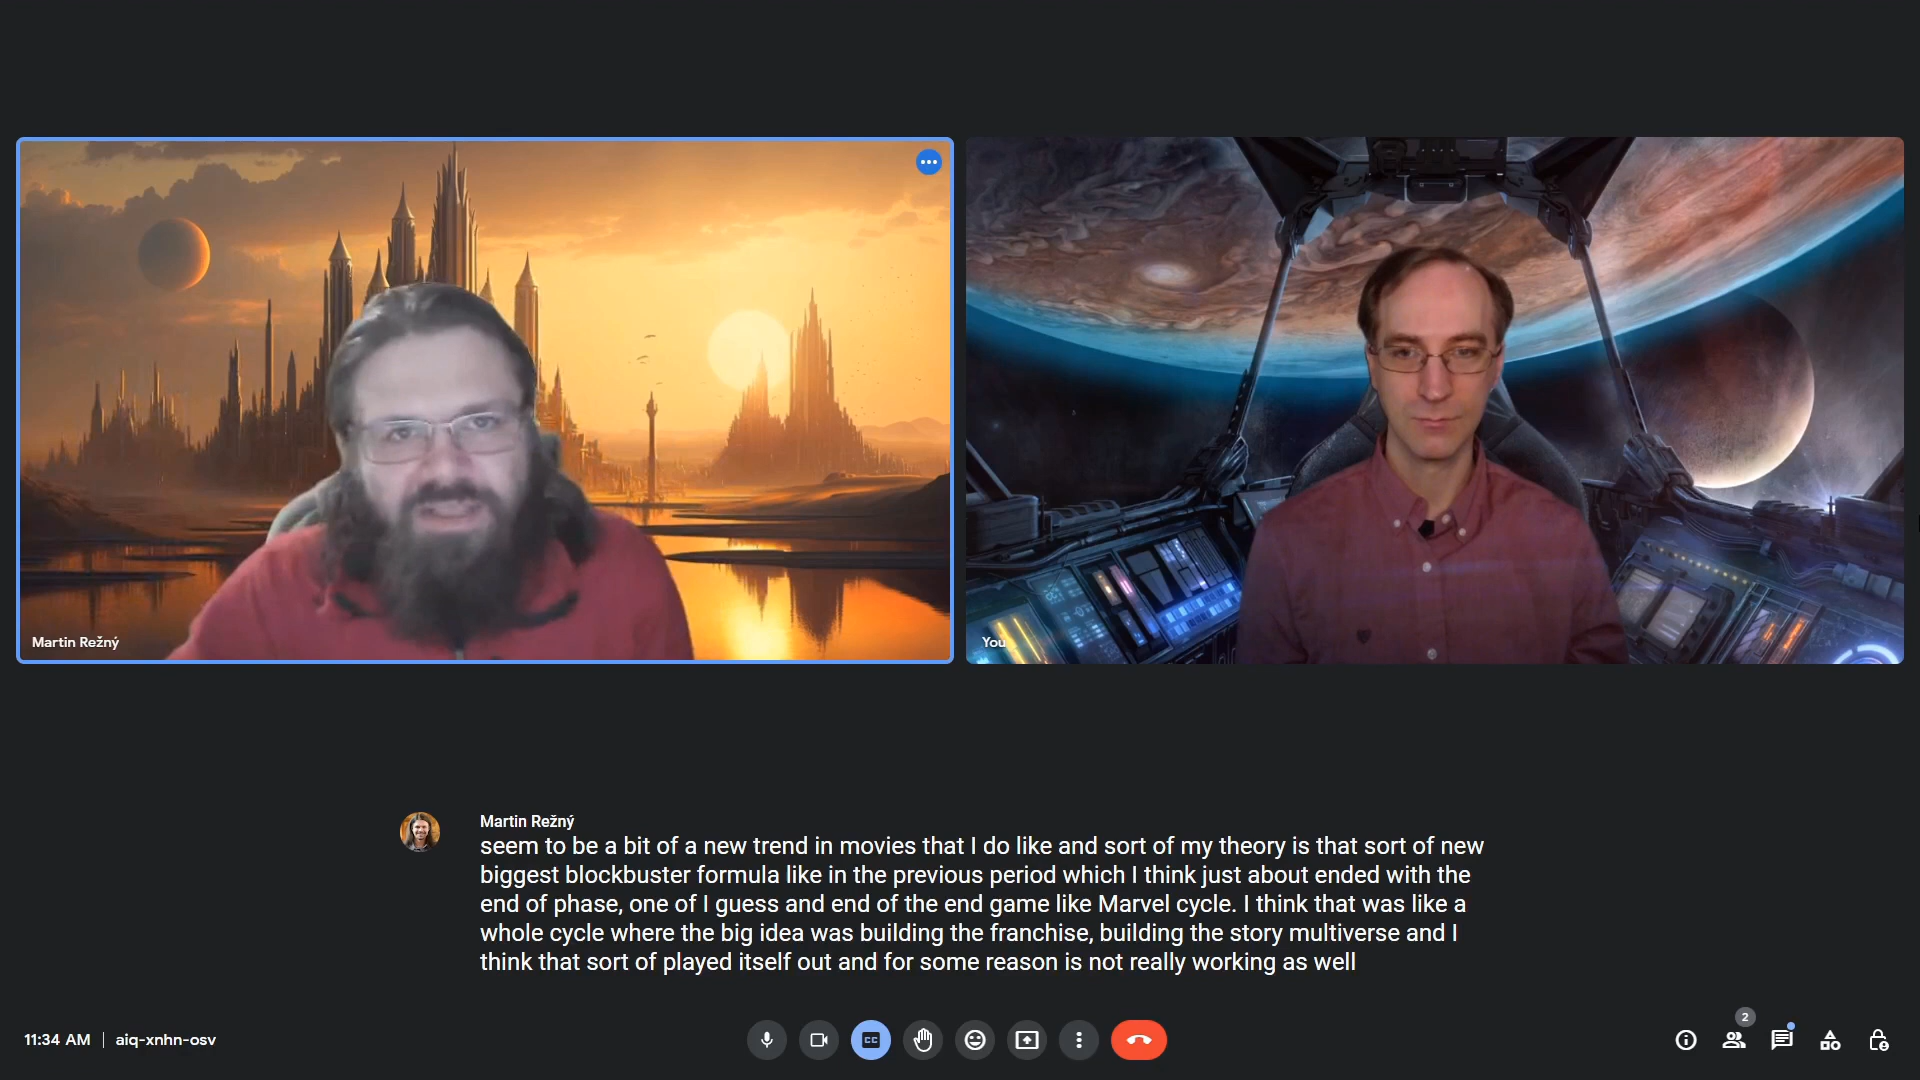 Martin Režný
You
Martin Režný
seem to be a bit of a new trend in movies that I do like and sort of my theory is that sort of new
biggest blockbuster formula like in the previous period which I think just about ended with the
end of phase, one of I guess and end of the end game like Marvel cycle. I think that was like a
whole cycle where the big idea was building the franchise, building the story multiverse and I
think that sort of played itself out and for some reason is not really working as well
11:34 AM | aiq-xnhn-osv
CC
2